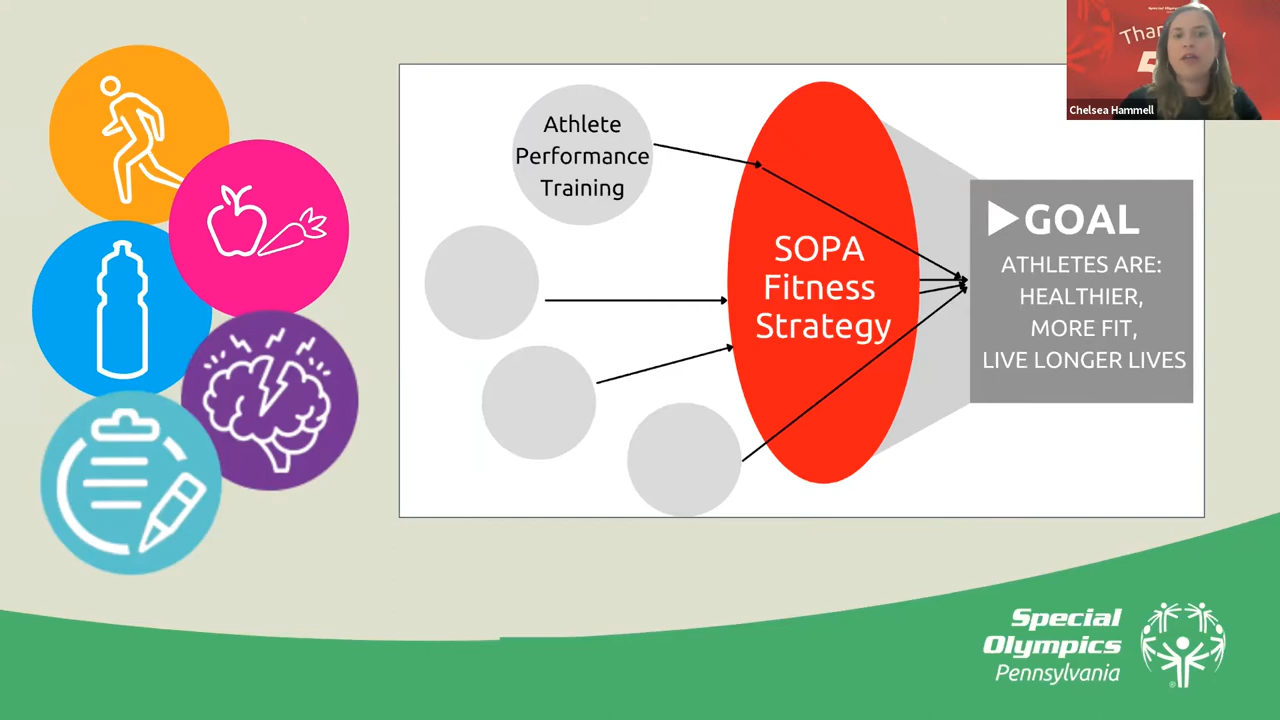 Athlete
Performance
Training
SOPA
Fitness
Strategy
GOAL
ATHLETES ARE:
HEALTHIER,
MORE FIT,
LIVE LONGER LIVES
Chelsea Hammell
Special
Olympics
Pennsylvania